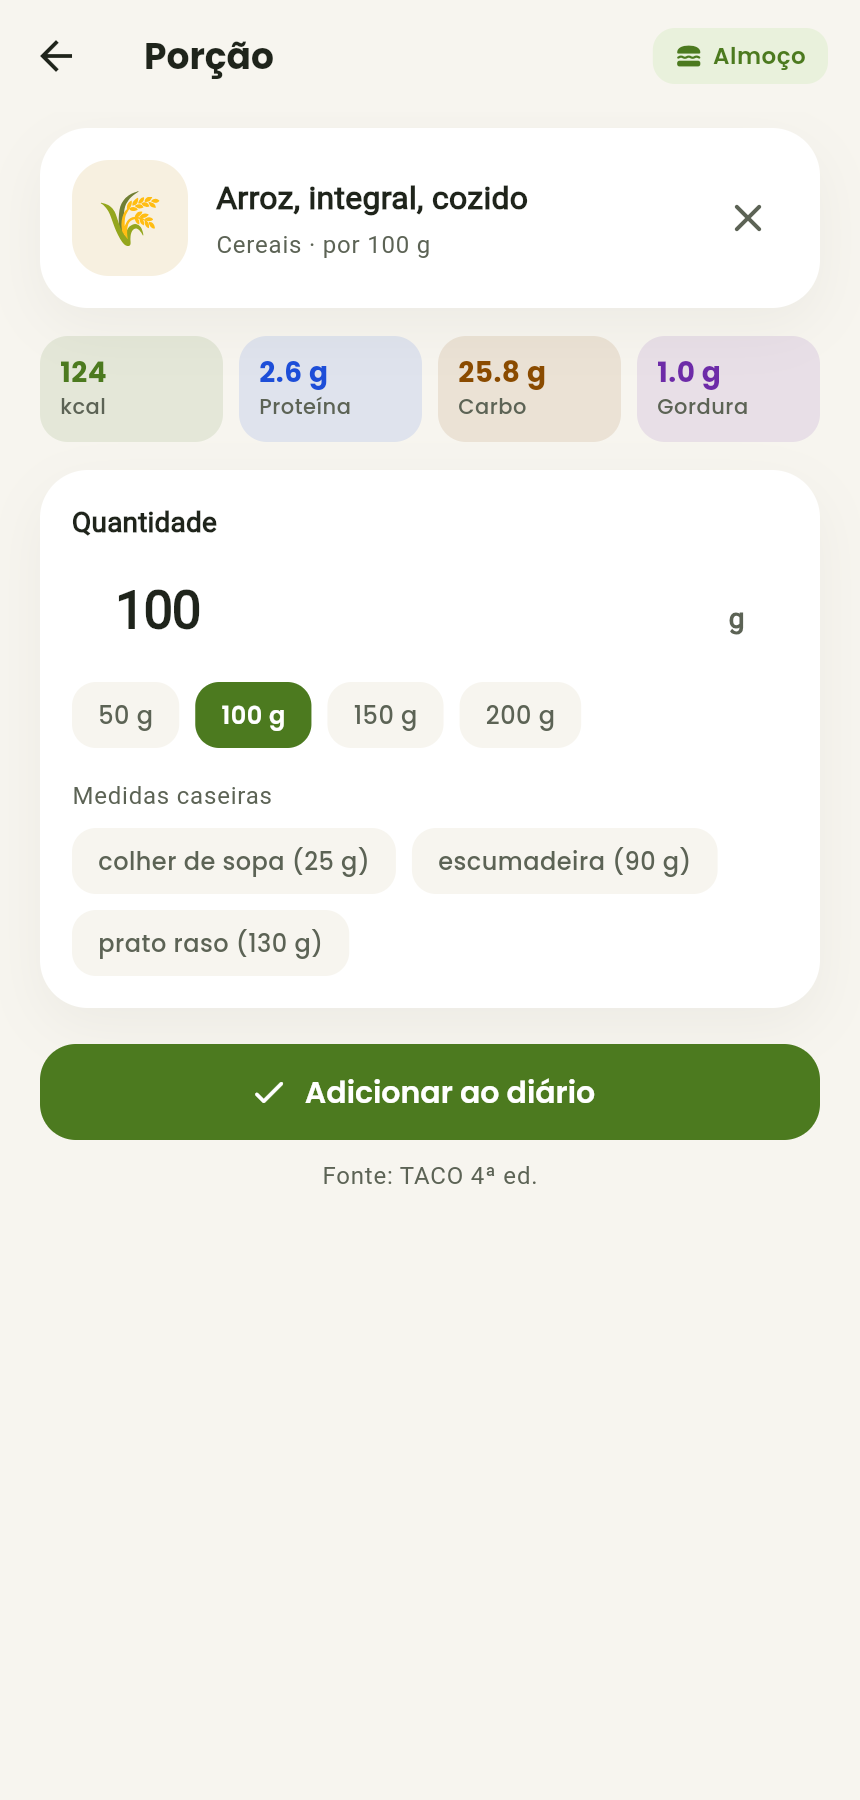 Porção
Almoço
Arroz, integral, cozido
Cereais · por 100 g
124
kcal
2.6 g
Proteína
25.8 g
Carbo
1.0 g
Gordura
Quantidade
100 g
50 g
100 g
150 g
200 g
Medidas caseiras
colher de sopa (25 g)
escumadeira (90 g)
prato raso (130 g)
Adicionar ao diário
Fonte: TACO 4ª ed.